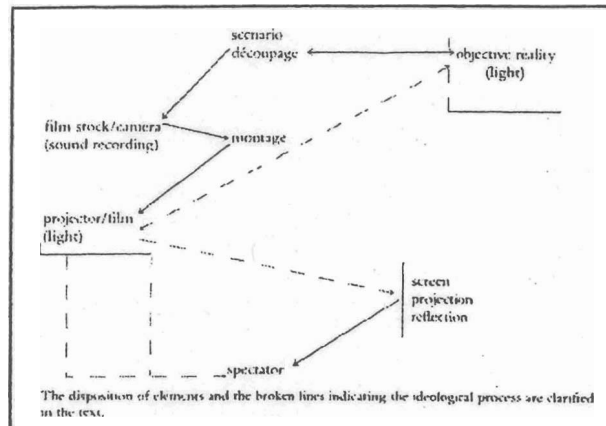 scenario
découpage
objective reality
(light)
film stock/camera
(sound recording)
montage
projector/film
(light)
screen
projection
reflection
spectator
The disposition of elements and the broken lines indicating the ideological process are clarified
in the text.